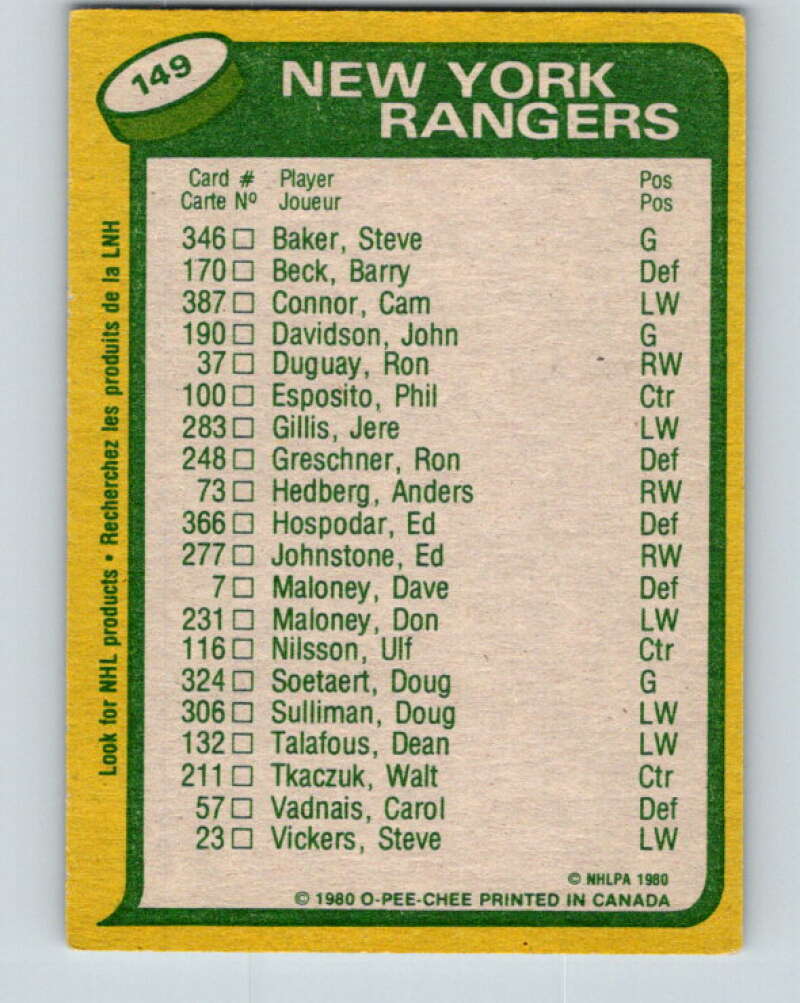 149
NEW YORK
RANGERS
Card # Player Pos
Carte Nº Joueur Pos
346 □ Baker, Steve G
170 □ Beck, Barry Def
387 □ Connor, Cam LW
190 □ Davidson, John G
37 □ Duguay, Ron RW
100 □ Esposito, Phil Ctr
283 □ Gillis, Jere LW
248 □ Greschner, Ron Def
73 □ Hedberg, Anders RW
366 □ Hospodar, Ed Def
277 □ Johnstone, Ed RW
7 □ Maloney, Dave Def
231 □ Maloney, Don LW
116 □ Nilsson, Ulf Ctr
324 □ Soetaert, Doug G
306 □ Sulliman, Doug LW
132 □ Talafous, Dean LW
211 □ Tkaczuk, Walt Ctr
57 □ Vadnais, Carol Def
23 □ Vickers, Steve LW
© NHLPA 1980
© 1980 O-PEE-CHEE PRINTED IN CANADA
Look for NHL products • Recherchez les produits de la LNH